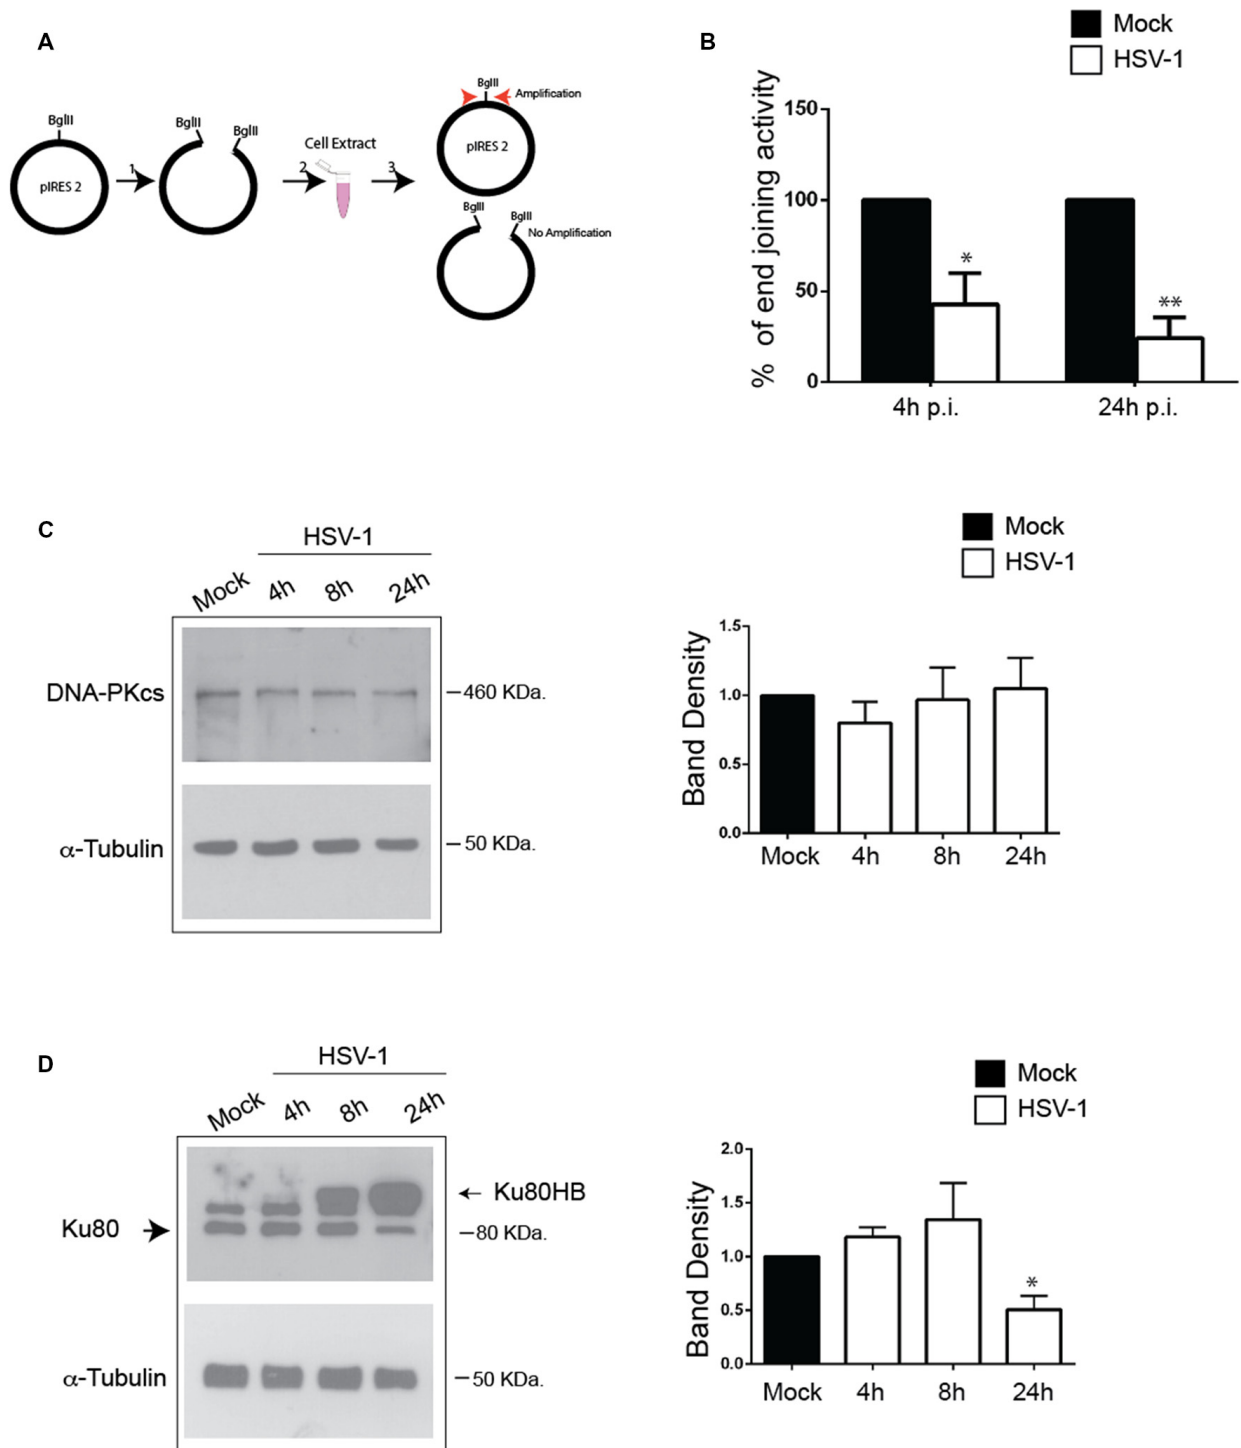 A
BglII
pIRES 2
1
BglII
BglII
2
Cell Extract
3
BglII
Amplification
pIRES 2
BglII
BglII
No Amplification
B
Mock
HSV-1
% of end joining activity
150
100
50
0
*
**
4h p.i.
24h p.i.
C
HSV-1
Mock
4h
8h
24h
DNA-PKcs
460 KDa.
α-Tubulin
50 KDa.
Mock
HSV-1
Band Density
1.5
1.0
0.5
0.0
Mock
4h
8h
24h
D
HSV-1
Mock
4h
8h
24h
Ku80HB
Ku80
80 KDa.
α-Tubulin
50 KDa.
Mock
HSV-1
Band Density
2.0
1.5
1.0
0.5
0.0
*
Mock
4h
8h
24h